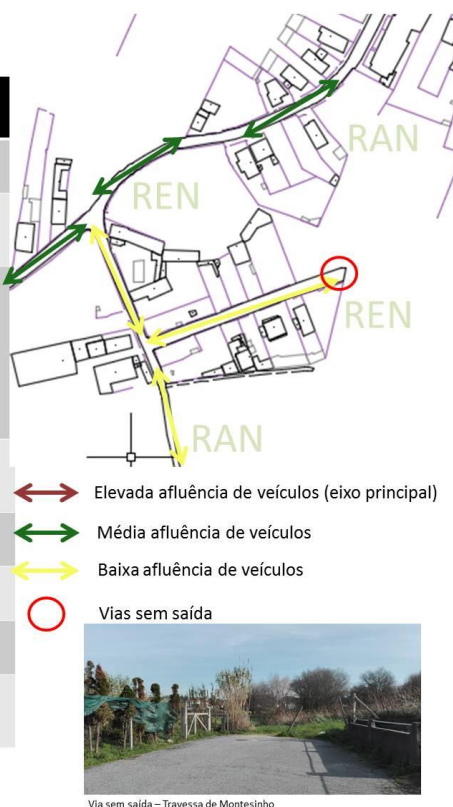 RAN
REN
REN
RAN
Elevada afluência de veículos (eixo principal)
Média afluência de veículos
Baixa afluência de veículos
Vias sem saída
Via sem saída – Travessa de Montesinho